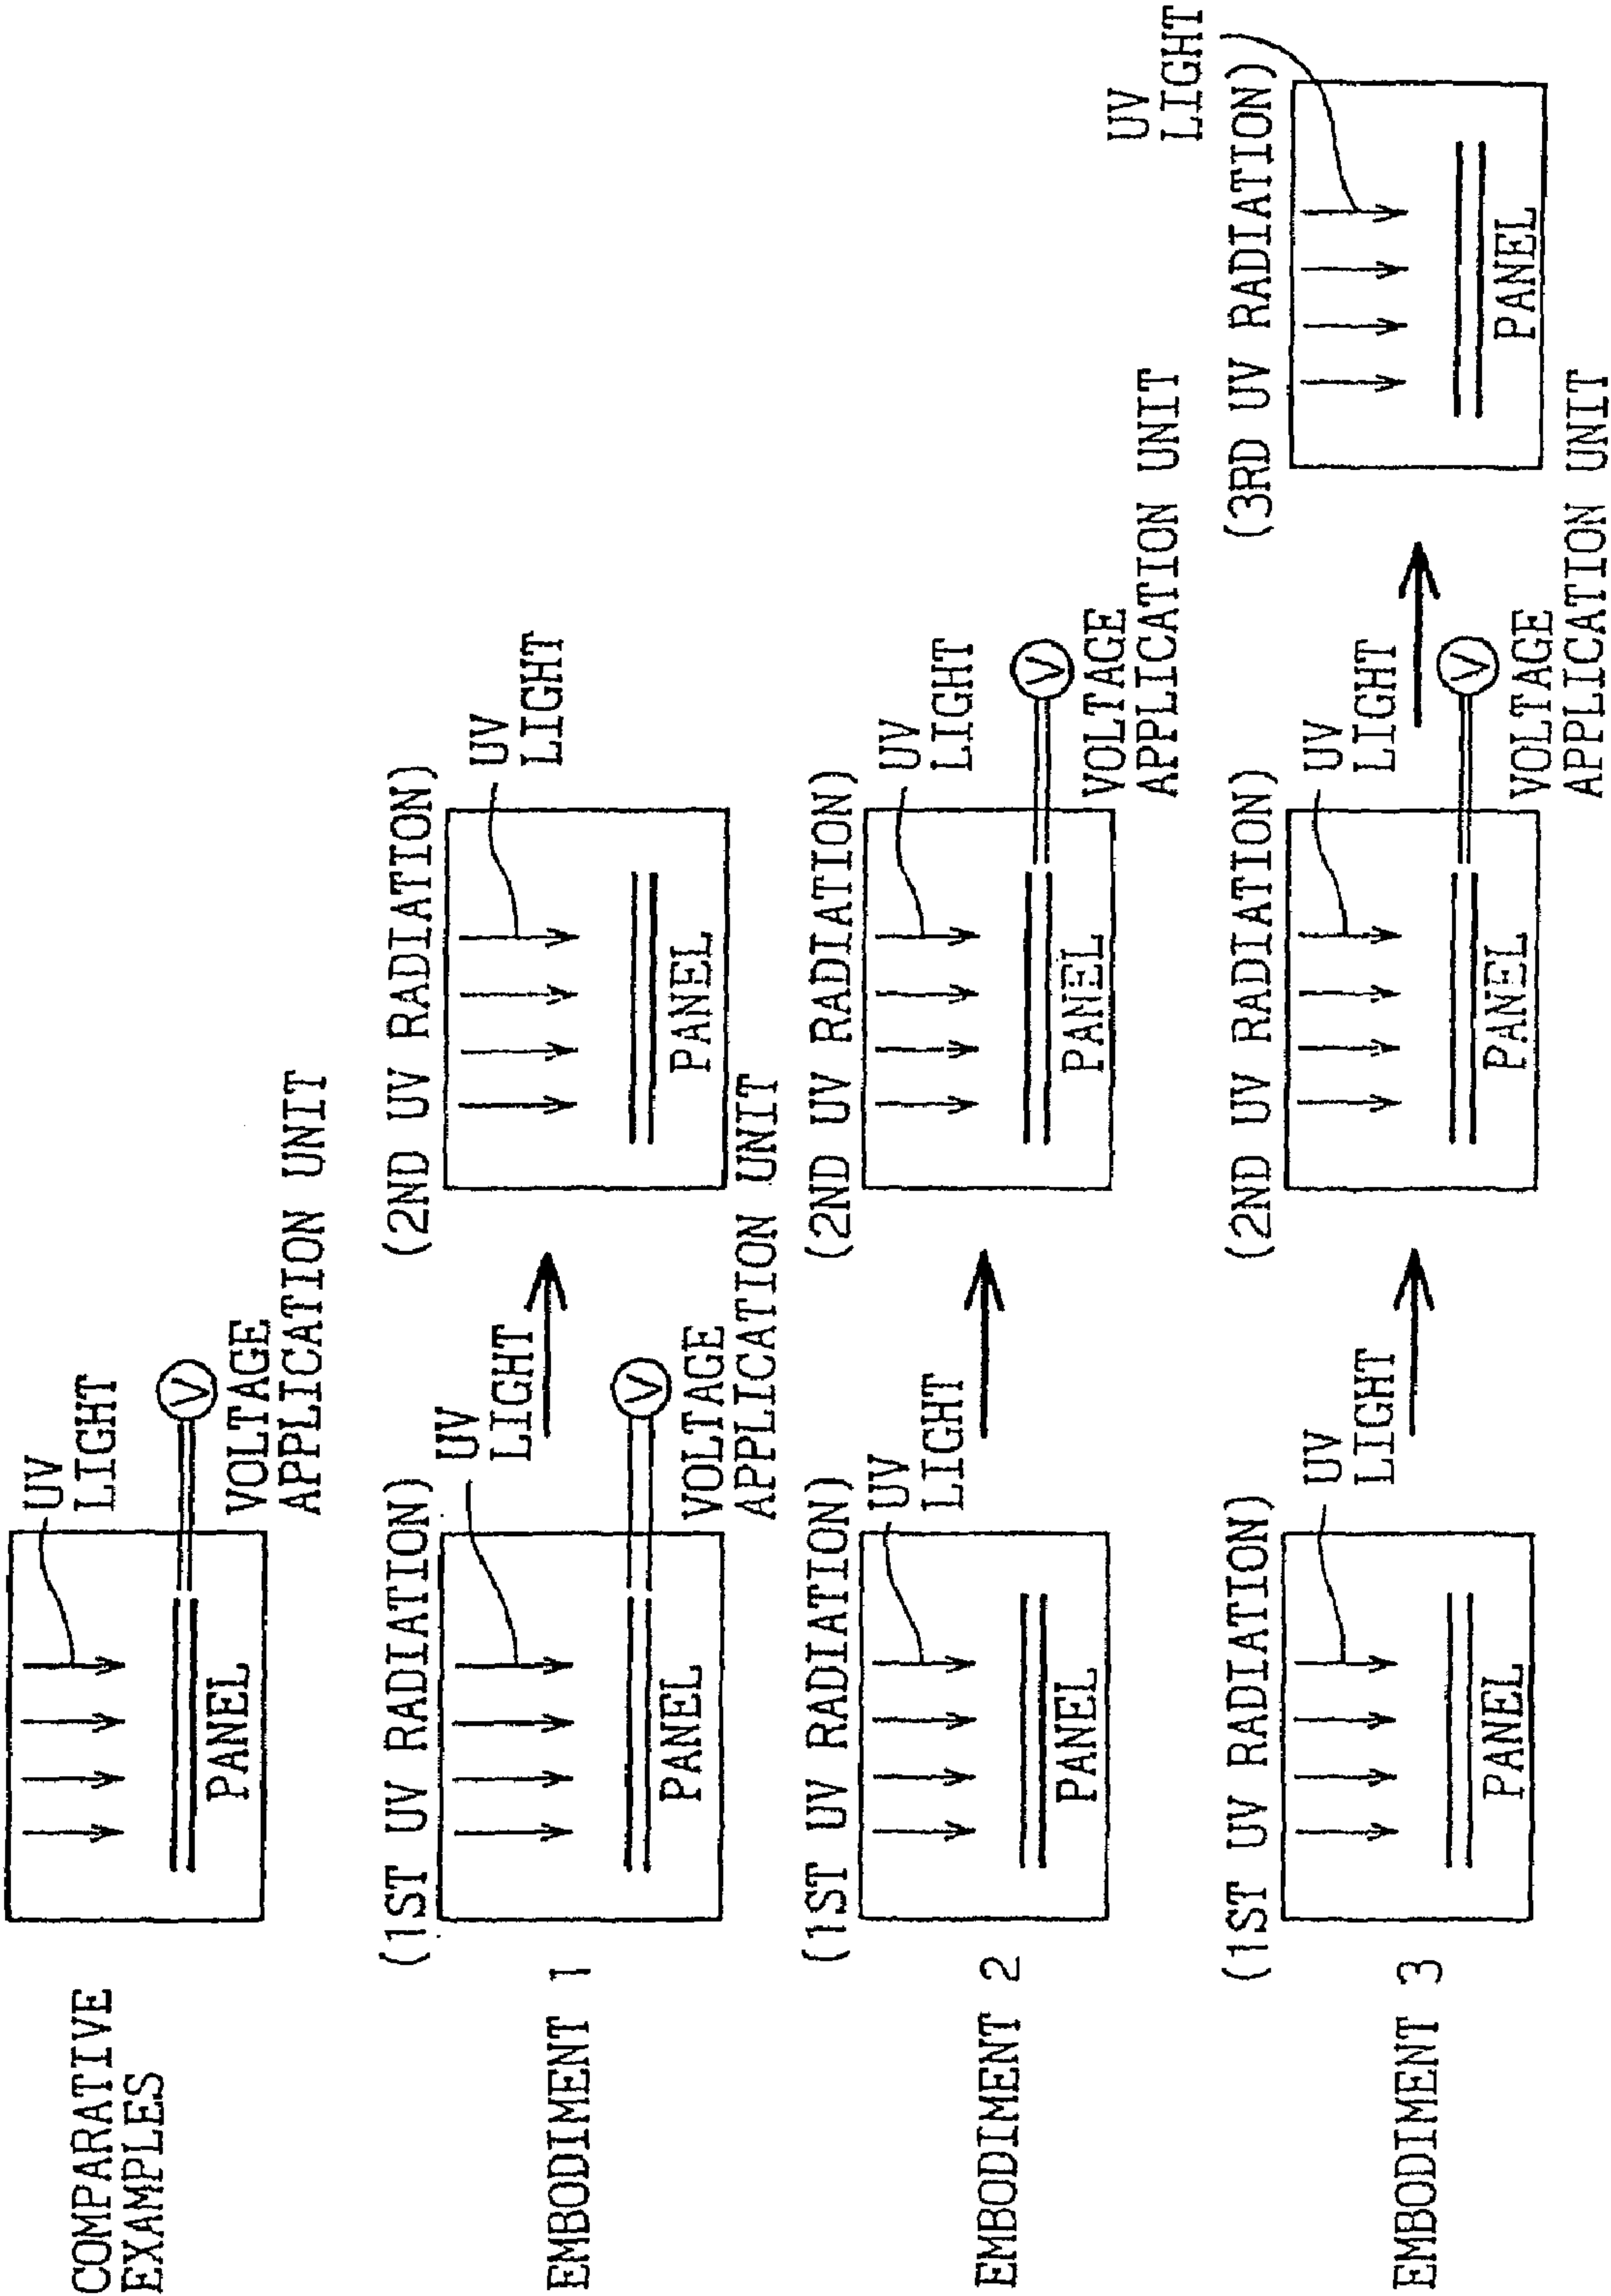 COMPARATIVE
EXAMPLES
UV
LIGHT
PANEL
V
VOLTAGE
APPLICATION UNIT
EMBODIMENT 1
(1ST UV RADIATION)
UV
LIGHT
PANEL
V
VOLTAGE
APPLICATION UNIT
(2ND UV RADIATION)
UV
LIGHT
PANEL
EMBODIMENT 2
(1ST UV RADIATION)
UV
LIGHT
PANEL
(2ND UV RADIATION)
UV
LIGHT
PANEL
V
VOLTAGE
APPLICATION UNIT
EMBODIMENT 3
(1ST UV RADIATION)
UV
LIGHT
PANEL
(2ND UV RADIATION)
UV
LIGHT
PANEL
V
VOLTAGE
APPLICATION UNIT
(3RD UV RADIATION)
UV
LIGHT
PANEL